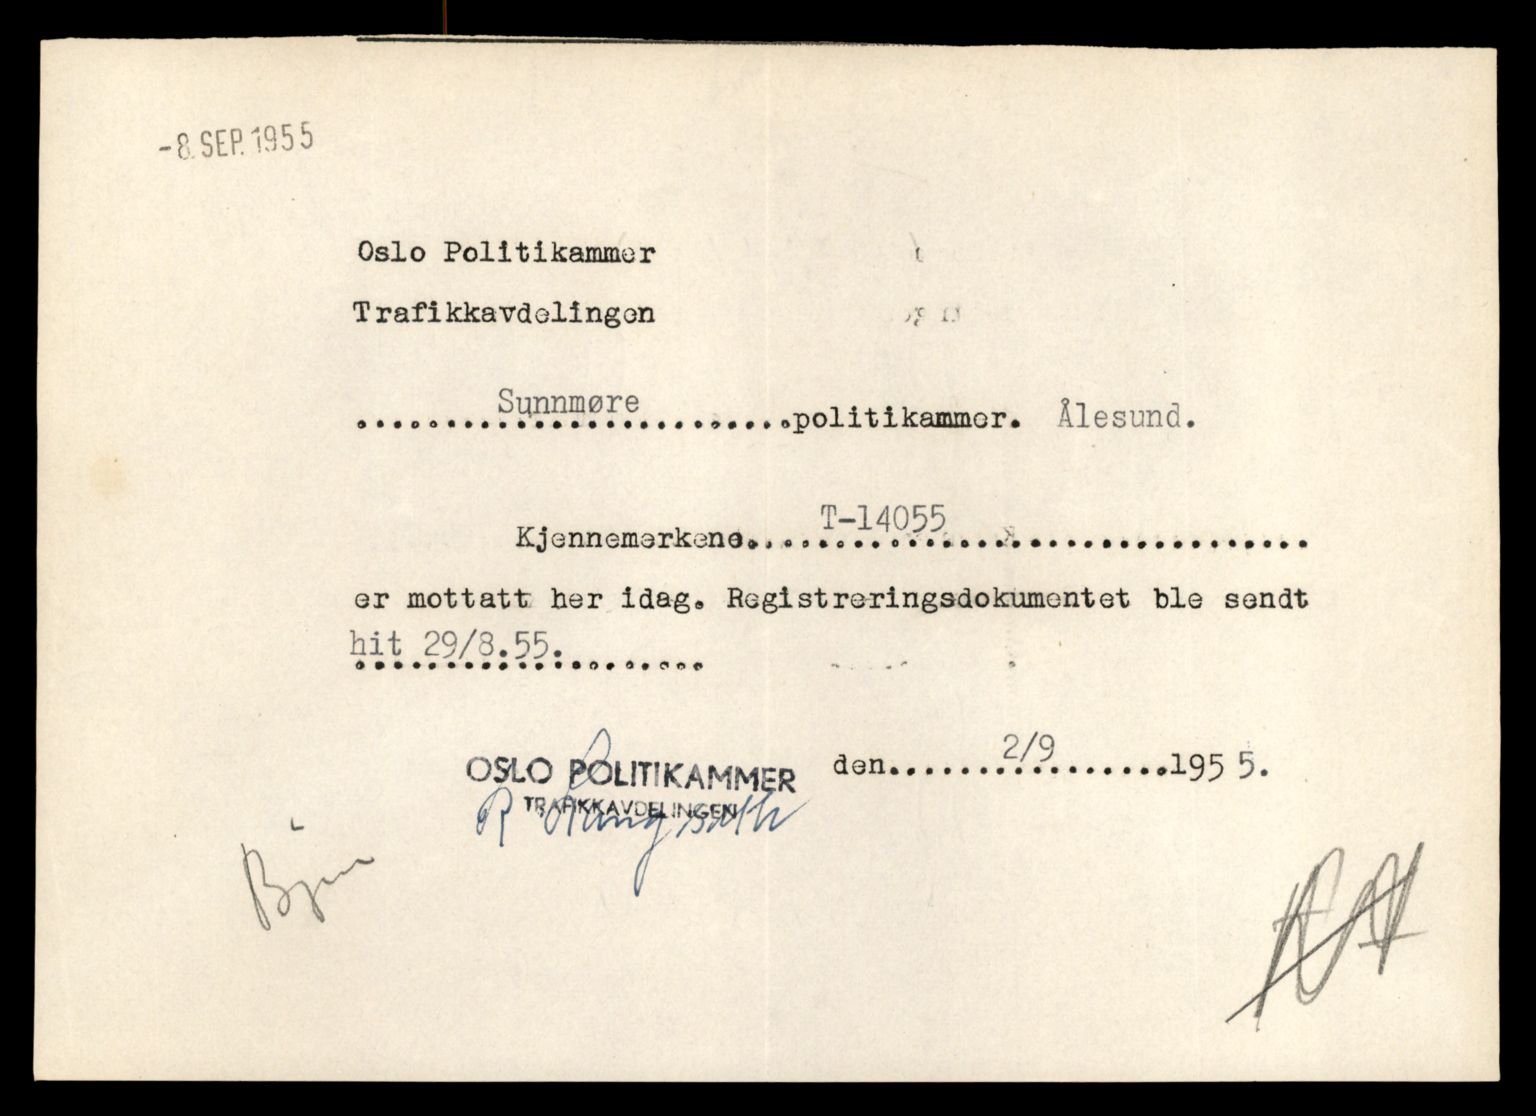 -8. SEP. 1955
Oslo Politikammer
Trafikkavdelingen
Sunnmøre
........................politikammer. Ålesund.
T-14055
Kjennemerkene...............................
er mottatt her idag. Registreringsdokumentet ble sendt
hit 29/8.55.
....................
2/9
den................1955.
OSLO POLITIKAMMER
TRAFIKKAVDELINGEN